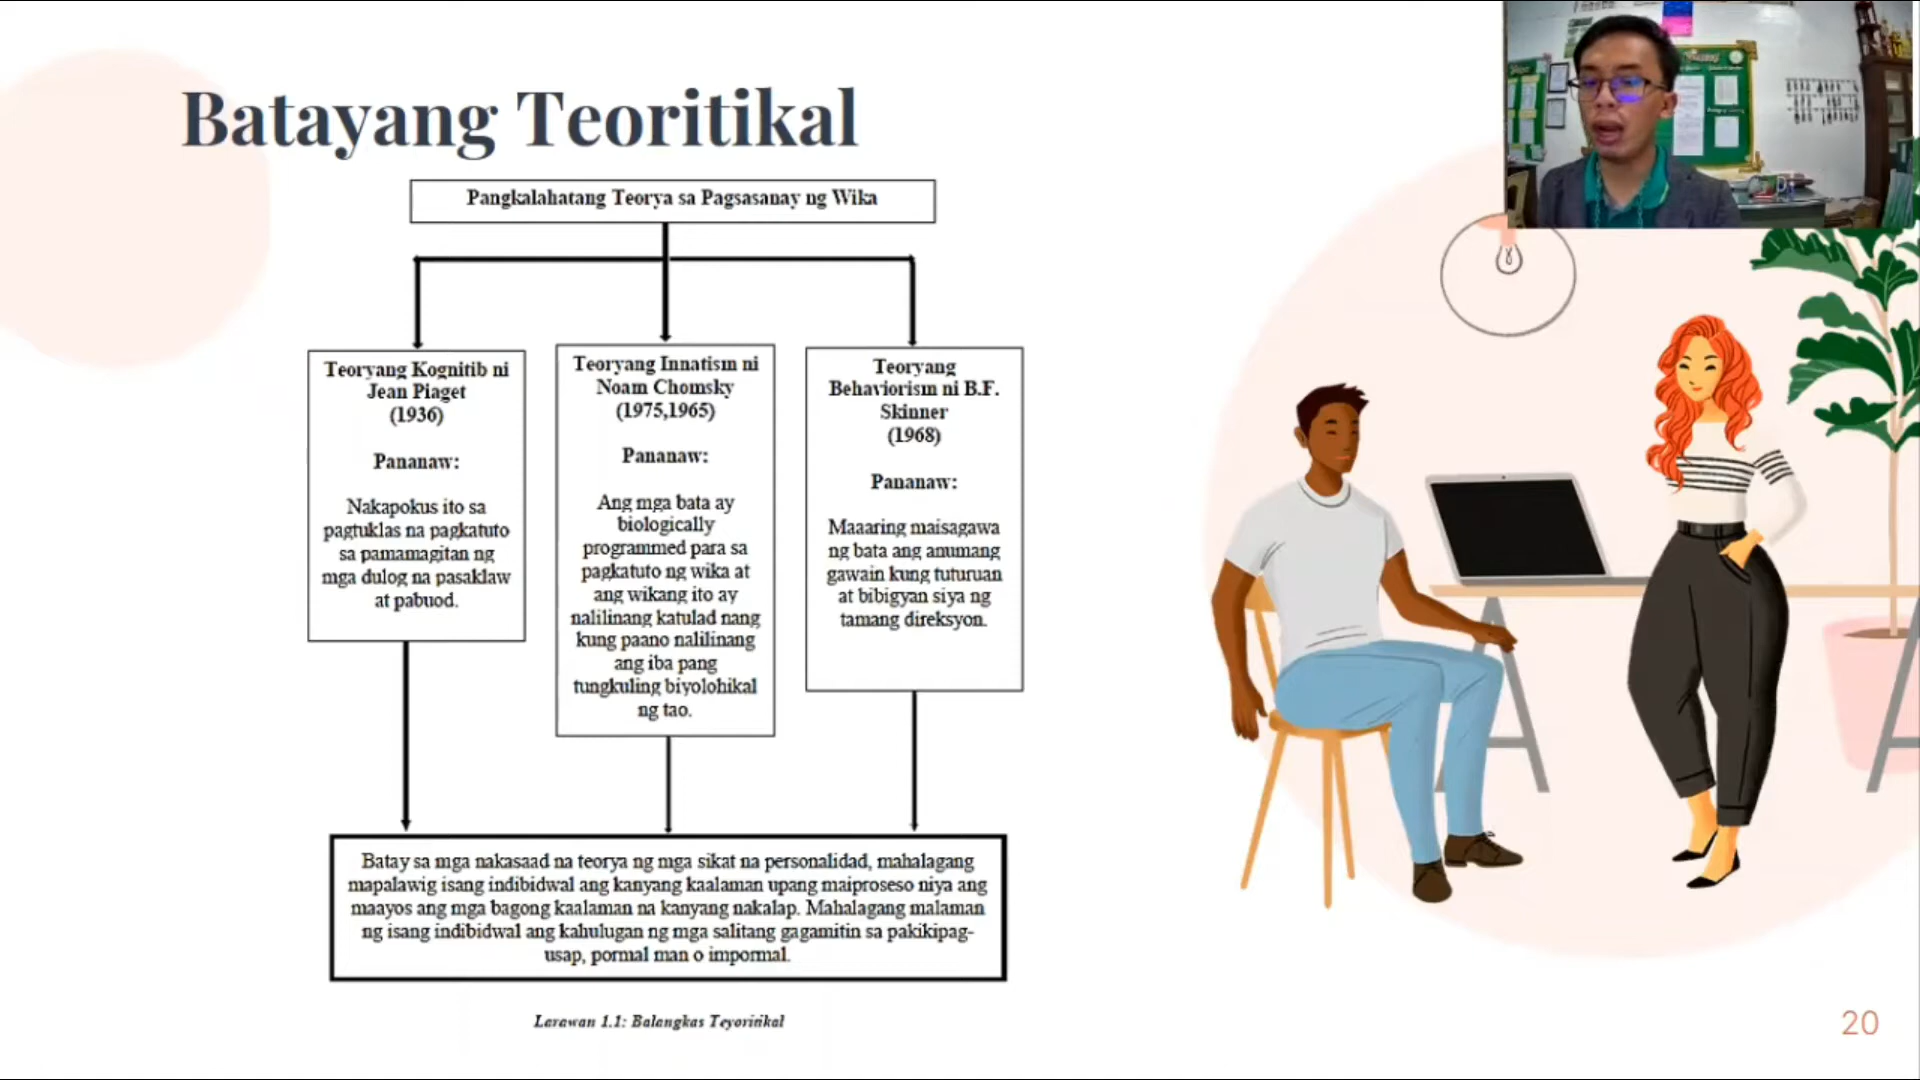 Batayang Teoritikal
Pangkalahatang Teorya sa Pagsasanay ng Wika
Teoryang Kognitib ni
Jean Piaget
(1936)
Pananaw:
Nakapokus ito sa
pagtuklas na pagkatuto
sa pamamagitan ng
mga dulog na pasaklaw
at pabuod.
Teoryang Innatism ni
Noam Chomsky
(1975,1965)
Pananaw:
Ang mga bata ay
biologically
programmed para sa
pagkatuto ng wika at
ang wikang ito ay
nalilinang katulad nang
kung paano nalilinang
ang iba pang
tungkuling biyolohikal
ng tao.
Teoryang
Behaviorism ni B.F.
Skinner
(1968)
Pananaw:
Maaaring maisagawa
ng bata ang anumang
gawain kung tuturuan
at bibigyan siya ng
tamang direksyon.
Batay sa mga nakasaad na teorya ng mga sikat na personalidad, mahalagang
mapalawig isang indibidwal ang kanyang kaalaman upang maiproseso niya ang
maayos ang mga bagong kaalaman na kanyang nakalap. Mahalagang malaman
ng isang indibidwal ang kahulugan ng mga salitang gagamitin sa pakikipag-
usap, pormal man o impormal.
Larawan 1.1: Balangkas Teyoritikal
20